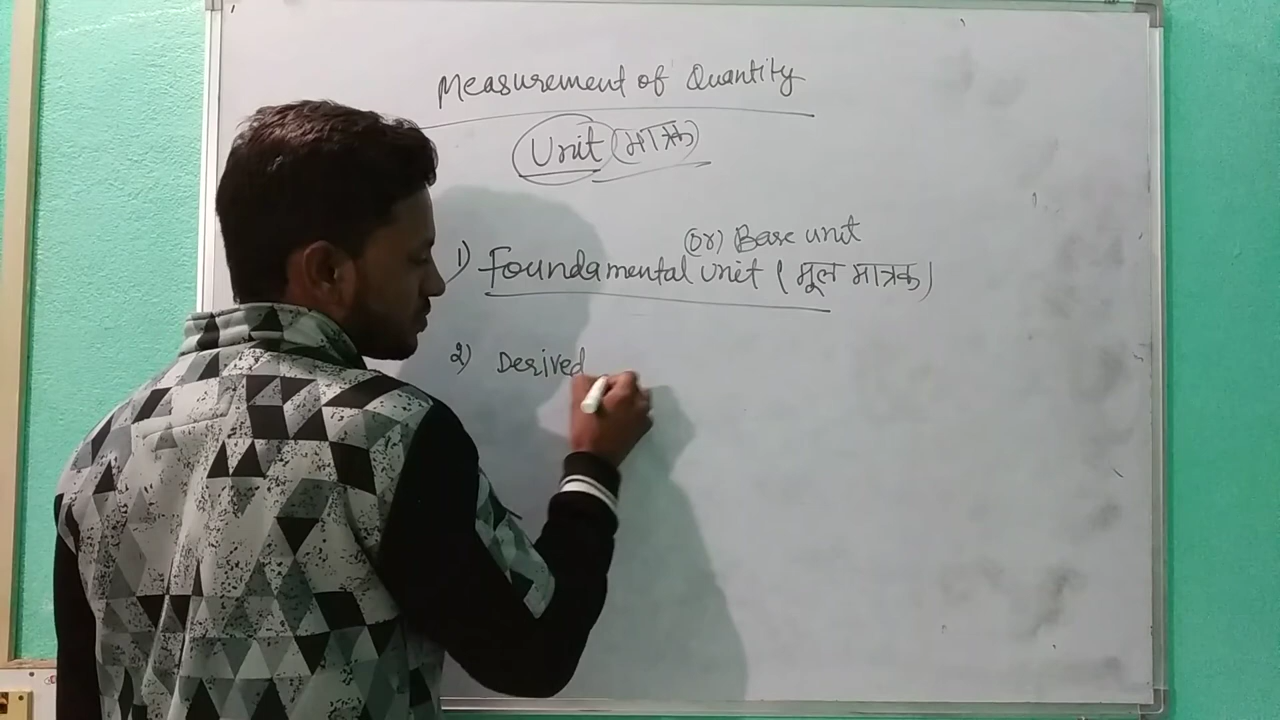 Measurement of Quantity
Unit (मात्रक)
(or) Base unit
1) Foundamental unit (मूल मात्रक)
2) Derived